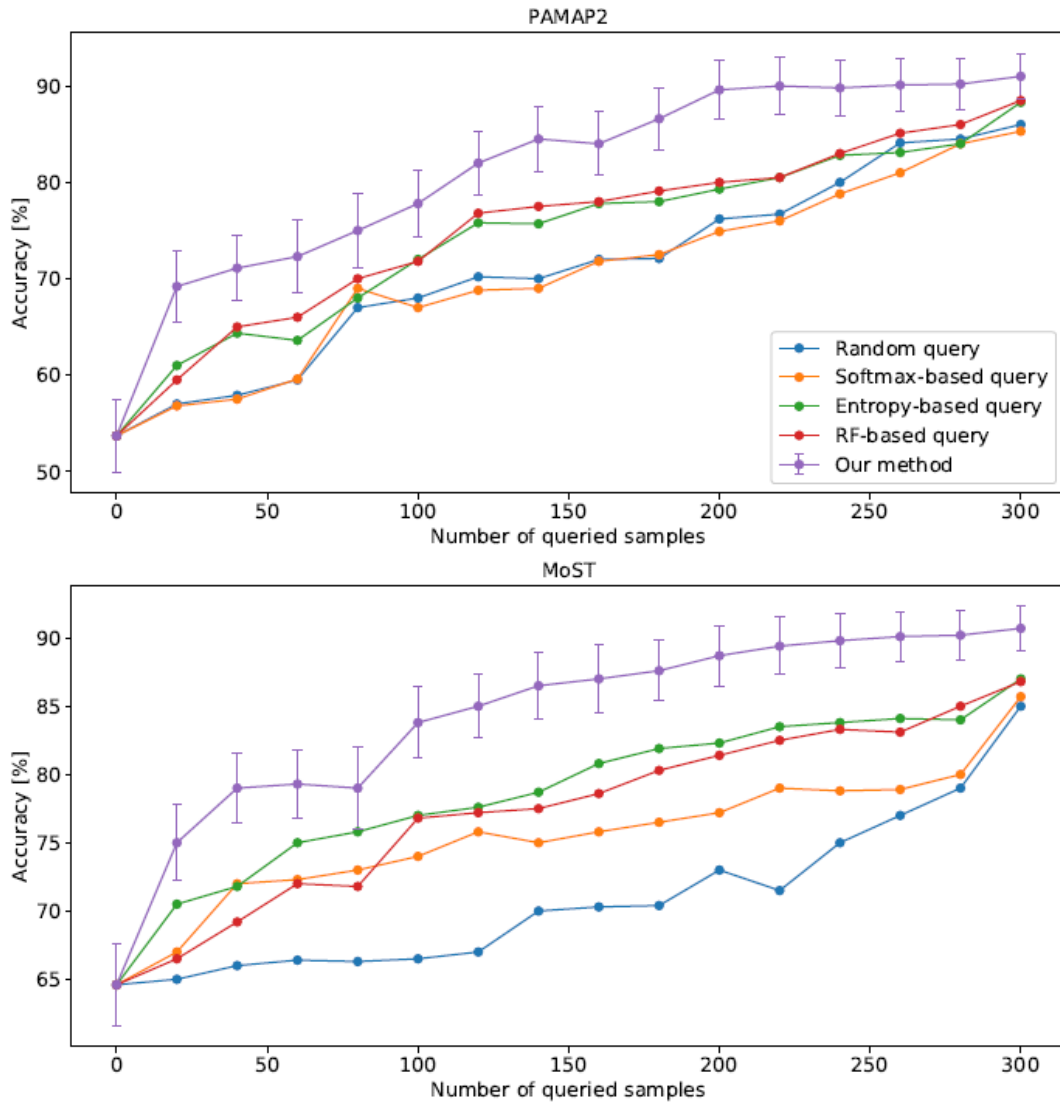 PAMAP2
Accuracy [%]
90
80
70
60
50
Random query
Softmax-based query
Entropy-based query
RF-based query
Our method
0 50 100 150 200 250 300
Number of queried samples
MoST
Accuracy [%]
90
85
80
75
70
65
0 50 100 150 200 250 300
Number of queried samples